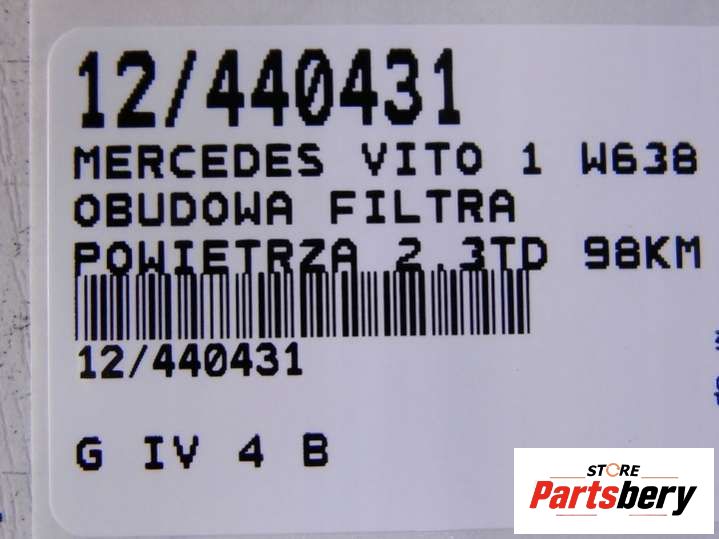 12/440431
MERCEDES VITO 1 W638
OBUDOWA FILTRA
POWIETRZA 2.3TD 98KM
12/440431
G IV 4 B
STORE
Partsbery